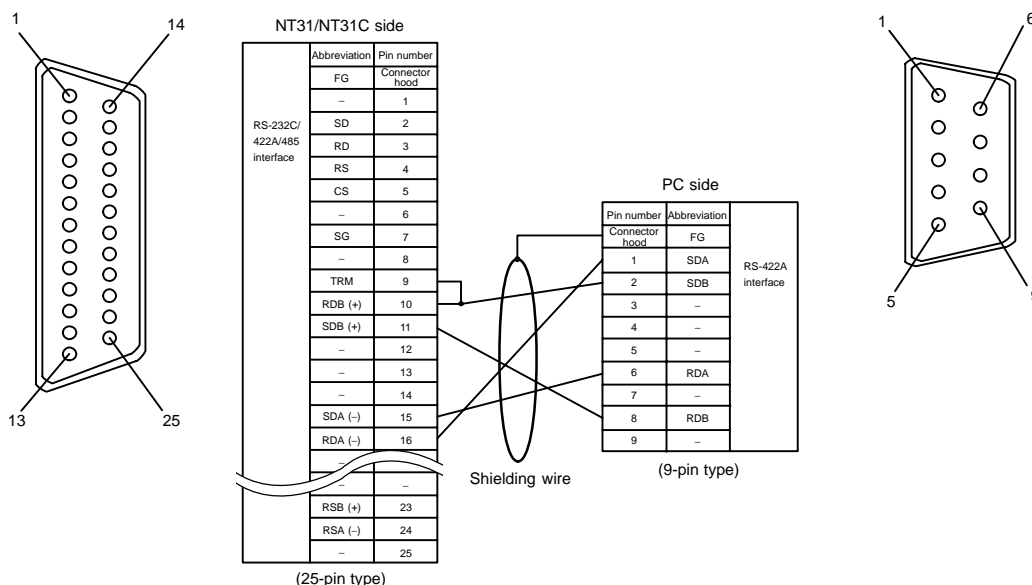 1
14
13
25
NT31/NT31C side
RS-232C/
422A/485
interface
Abbreviation Pin number
FG Connector hood
– 1
SD 2
RD 3
RS 4
CS 5
– 6
SG 7
– 8
TRM 9
RDB (+) 10
SDB (+) 11
– 12
– 13
– 14
SDA (–) 15
RDA (–) 16
–
– –
RSB (+) 23
RSA (–) 24
– 25
(25-pin type)
Shielding wire
PC side
Pin number Abbreviation
Connector hood FG
1 SDA
2 SDB
3 –
4 –
5 –
6 RDA
7 –
8 RDB
9 –
RS-422A
interface
(9-pin type)
1
6
5
9